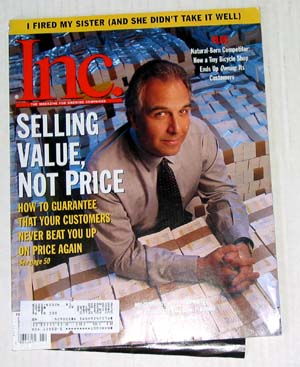 I FIRED MY SISTER (AND SHE DIDN'T TAKE IT WELL)
Inc.
THE MAGAZINE FOR GROWING COMPANIES
Natural-Born Competitor:
How a Tiny Bicycle Shop
Ends Up Owning Its
Customers
SELLING
VALUE,
NOT PRICE
HOW TO GUARANTEE
THAT YOUR CUSTOMERS
NEVER BEAT YOU UP
ON PRICE AGAIN
See page 50